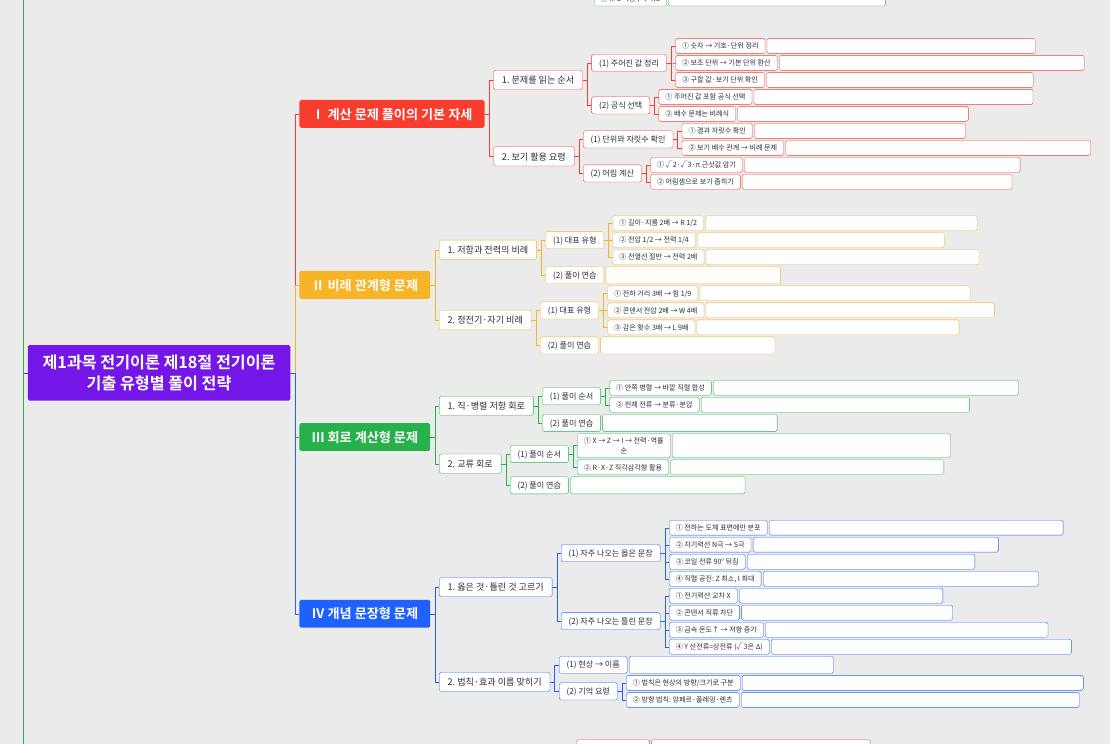 제1과목 전기이론 제18절 전기이론
기출 유형별 풀이 전략
Ⅰ 계산 문제 풀이의 기본 자세
1. 문제를 읽는 순서
(1) 주어진 값 정리
① 숫자 → 기호·단위 정리
② 보조 단위 → 기본 단위 환산
③ 구할 값·보기 단위 확인
(2) 공식 선택
① 주어진 값 포함 공식 선택
② 배수 문제는 비례식
2. 보기 활용 요령
(1) 단위와 자릿수 확인
① 결과 자릿수 확인
② 보기 배수 관계 → 비례 문제
(2) 어림 계산
① √2·√3·π 근삿값 암기
② 어림셈으로 보기 좁히기
Ⅱ 비례 관계형 문제
1. 저항과 전력의 비례
(1) 대표 유형
① 길이·지름 2배 → R 1/2
② 전압 1/2 → 전력 1/4
③ 전열선 절반 → 전력 2배
(2) 풀이 연습
2. 정전기·자기 비례
(1) 대표 유형
① 전하 거리 3배 → 힘 1/9
② 콘덴서 전압 2배 → W 4배
③ 감은 횟수 3배 → L 9배
(2) 풀이 연습
Ⅲ 회로 계산형 문제
1. 직·병렬 저항 회로
(1) 풀이 순서
① 안쪽 병렬 → 바깥 직렬 합성
② 전체 전류 → 분류·분압
(2) 풀이 연습
2. 교류 회로
(1) 풀이 순서
① X → Z → I → 전력·역률
순
② R·X·Z 직각삼각형 활용
(2) 풀이 연습
Ⅳ 개념 문장형 문제
1. 옳은 것·틀린 것 고르기
(1) 자주 나오는 옳은 문장
① 전하는 도체 표면에만 분포
② 자기력선 N극 → S극
③ 코일 전류 90° 뒤짐
④ 직렬 공진: Z 최소, I 최대
(2) 자주 나오는 틀린 문장
① 전기력선 교차 X
② 콘덴서 직류 차단
③ 금속 온도↑ → 저항 증가
④ Y 선전류=상전류 (√3은 Δ)
2. 법칙·효과 이름 맞히기
(1) 현상 → 이름
(2) 기억 요령
① 법칙은 현상의 방향/크기로 구분
② 방향 법칙: 앙페르·플레밍·렌츠